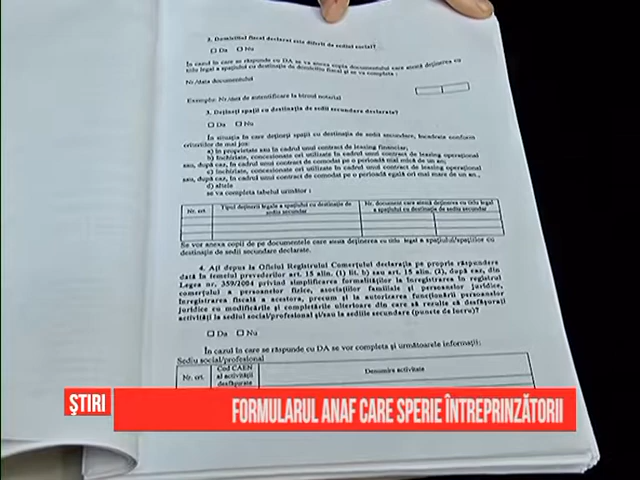 2. Domiciliul fiscal declarat este diferit de sediul social?
☐ Da ☐ Nu
În cazul în care se răspunde cu DA se va anexa copia documentului care atestă deținerea cu
titlu legal a spațiului cu destinația de domiciliu fiscal și se va completa :
Nr./data documentului
Exemplu: Nr./data de autentificare la biroul notarial
3. Dețineți spații cu destinația de sedii secundare declarate?
☐ Da ☐ Nu
În situația în care dețineți spații cu destinația de sedii secundare, încadrate conform
criteriilor de mai jos:
a) în proprietate sau în cadrul unui contract de leasing financiar,
b) închiriate, concesionate ori utilizate în cadrul unui contract de leasing operațional
sau, după caz, în cadrul unui contract de comodat pe o perioadă mai mică de un an;
c) închiriate, concesionate ori utilizate în cadrul unui contract de leasing operațional
sau, după caz, în cadrul unui contract de comodat pe o perioadă egală ori mai mare de un an,
d) altele
se va completa tabelul următor :
Nr. crt. Tipul deținerii legale a spațiului cu destinația de sediu secundar Nr. document care atestă deținerea cu titlu legal a spațiului/spațiilor cu destinație de sediu secundar
Se vor anexa copii de pe documentele care atestă deținerea cu titlu legal a spațiului/spațiilor cu
destinație de sedii secundare declarate.
4. Ați depus la Oficiul Registrului Comerțului declarația pe proprie răspundere
dată în temeiul prevederilor art. 15 alin. (1) lit. b) sau art. 15 alin. (2), după caz, din
Legea nr. 359/2004 privind simplificarea formalităților la înregistrarea în registrul
comerțului a persoanelor fizice, asociațiilor familiale și persoanelor juridice,
înregistrarea fiscală a acestora, precum și la autorizarea funcționării persoanelor
juridice cu modificările și completările ulterioare din care să rezulte că desfășurați
activități la sediul social/profesional și/sau la sediile secundare (puncte de lucru)?
☐ Da ☐ Nu
În cazul în care se răspunde cu DA se vor completa și următoarele informații:
Sediu social/profesional
Nr. crt. Cod CAEN al activității desfășurate Denumire activitate
ŞTIRI
FORMULARUL ANAF CARE SPERIE ÎNTREPRINZĂTORII